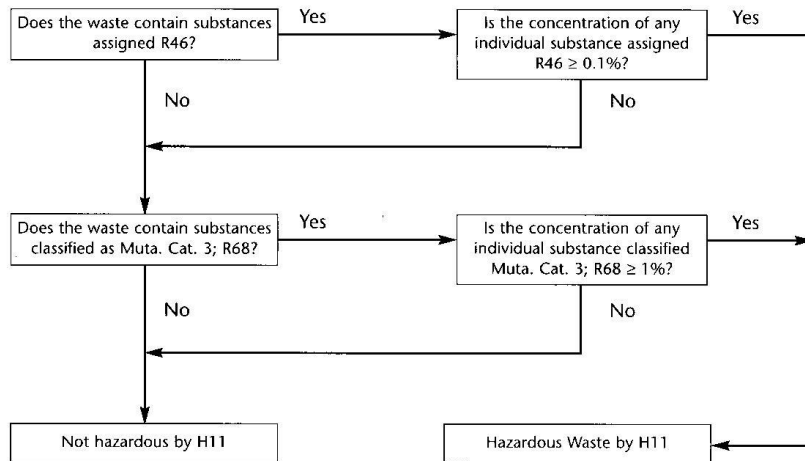 Does the waste contain substances
assigned R46?
Yes
Is the concentration of any
individual substance assigned
R46 ≥ 0.1%?
Yes
No
No
Does the waste contain substances
classified as Muta. Cat. 3; R68?
Yes
Is the concentration of any
individual substance classified
Muta. Cat. 3; R68 ≥ 1%?
Yes
No
No
Not hazardous by H11
Hazardous Waste by H11